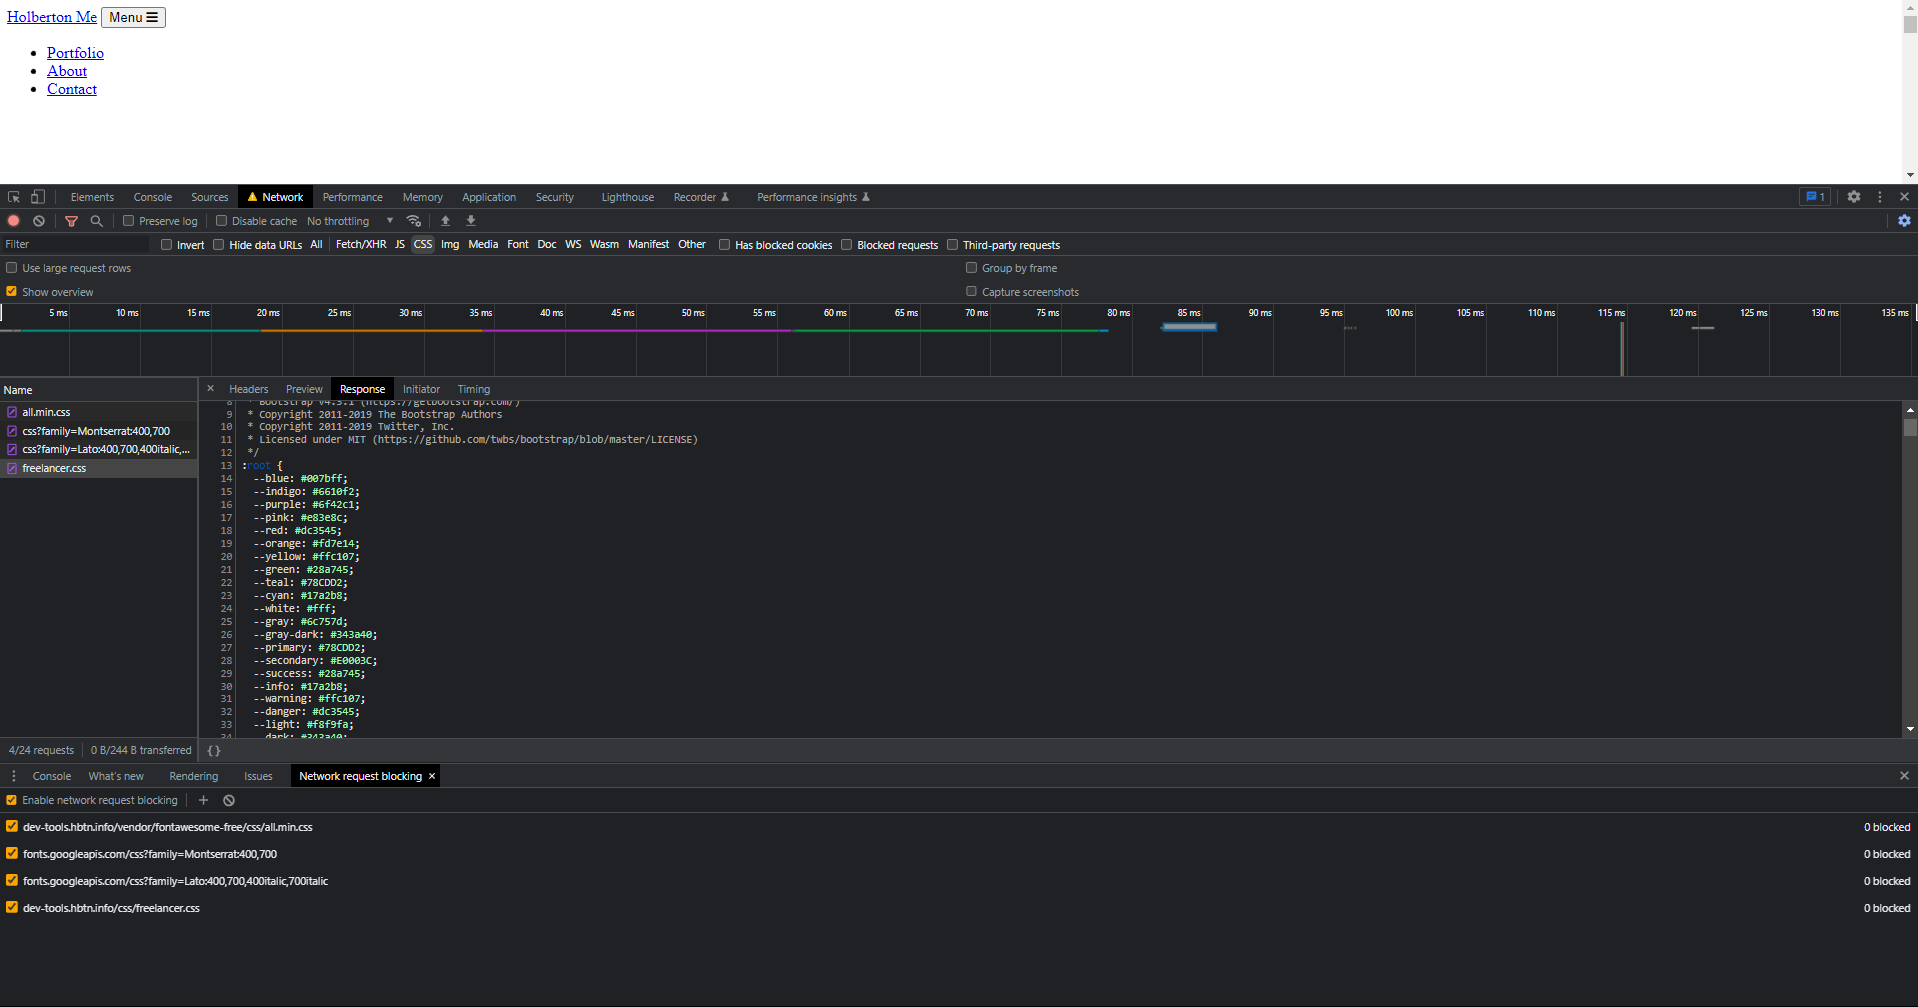 Holberton Me Menu ☰
Portfolio
About
Contact
Elements Console Sources Network Performance Memory Application Security Lighthouse Recorder Performance insights 1
Preserve log Disable cache No throttling
Filter Invert Hide data URLs All Fetch/XHR JS CSS Img Media Font Doc WS Wasm Manifest Other Has blocked cookies Blocked requests Third-party requests
Use large request rows Group by frame
Show overview Capture screenshots
5 ms 10 ms 15 ms 20 ms 25 ms 30 ms 35 ms 40 ms 45 ms 50 ms 55 ms 60 ms 65 ms 70 ms 75 ms 80 ms 85 ms 90 ms 95 ms 100 ms 105 ms 110 ms 115 ms 120 ms 125 ms 130 ms 135 ms
Name × Headers Preview Response Initiator Timing
all.min.css
css?family=Montserrat:400,700
css?family=Lato:400,700,400italic,...
freelancer.css
8 * Bootstrap v4.3.1 (https://getbootstrap.com/)
9 * Copyright 2011-2019 The Bootstrap Authors
10 * Copyright 2011-2019 Twitter, Inc.
11 * Licensed under MIT (https://github.com/twbs/bootstrap/blob/master/LICENSE)
12 */
13 :root {
14 --blue: #007bff;
15 --indigo: #6610f2;
16 --purple: #6f42c1;
17 --pink: #e83e8c;
18 --red: #dc3545;
19 --orange: #fd7e14;
20 --yellow: #ffc107;
21 --green: #28a745;
22 --teal: #78CDD2;
23 --cyan: #17a2b8;
24 --white: #fff;
25 --gray: #6c757d;
26 --gray-dark: #343a40;
27 --primary: #78CDD2;
28 --secondary: #E0003C;
29 --success: #28a745;
30 --info: #17a2b8;
31 --warning: #ffc107;
32 --danger: #dc3545;
33 --light: #f8f9fa;
34 --dark: #343a40;
4/24 requests 0 B/244 B transferred {}
Console What's new Rendering Issues Network request blocking ×
Enable network request blocking
dev-tools.hbtn.info/vendor/fontawesome-free/css/all.min.css 0 blocked
fonts.googleapis.com/css?family=Montserrat:400,700 0 blocked
fonts.googleapis.com/css?family=Lato:400,700,400italic,700italic 0 blocked
dev-tools.hbtn.info/css/freelancer.css 0 blocked